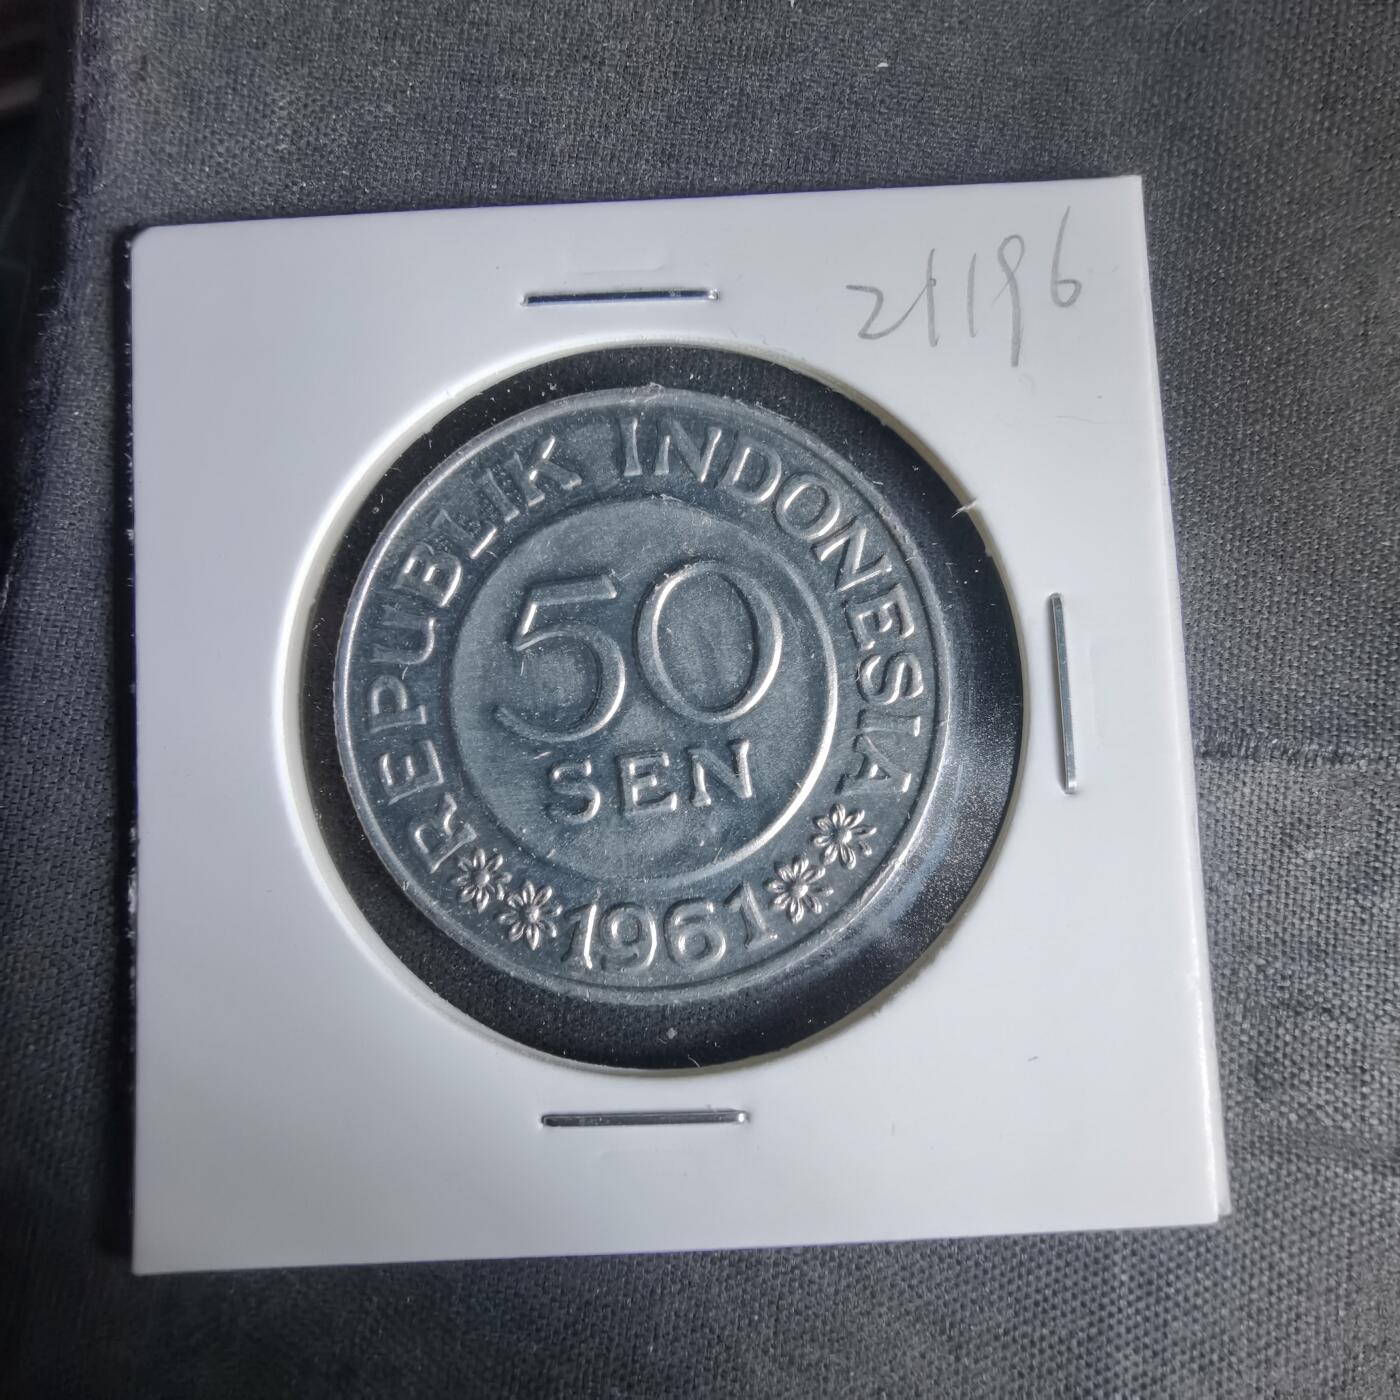 21196
REPUBLIK INDONESIA
50
SEN
1961